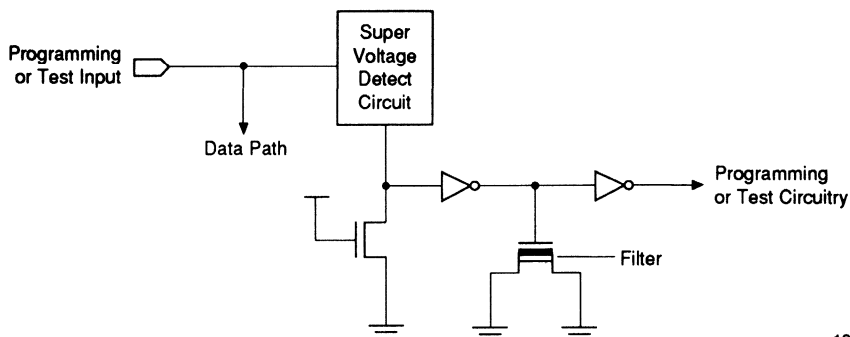 Super
Voltage
Detect
Circuit
Programming
or Test Input
Data Path
Programming
or Test Circuitry
Filter